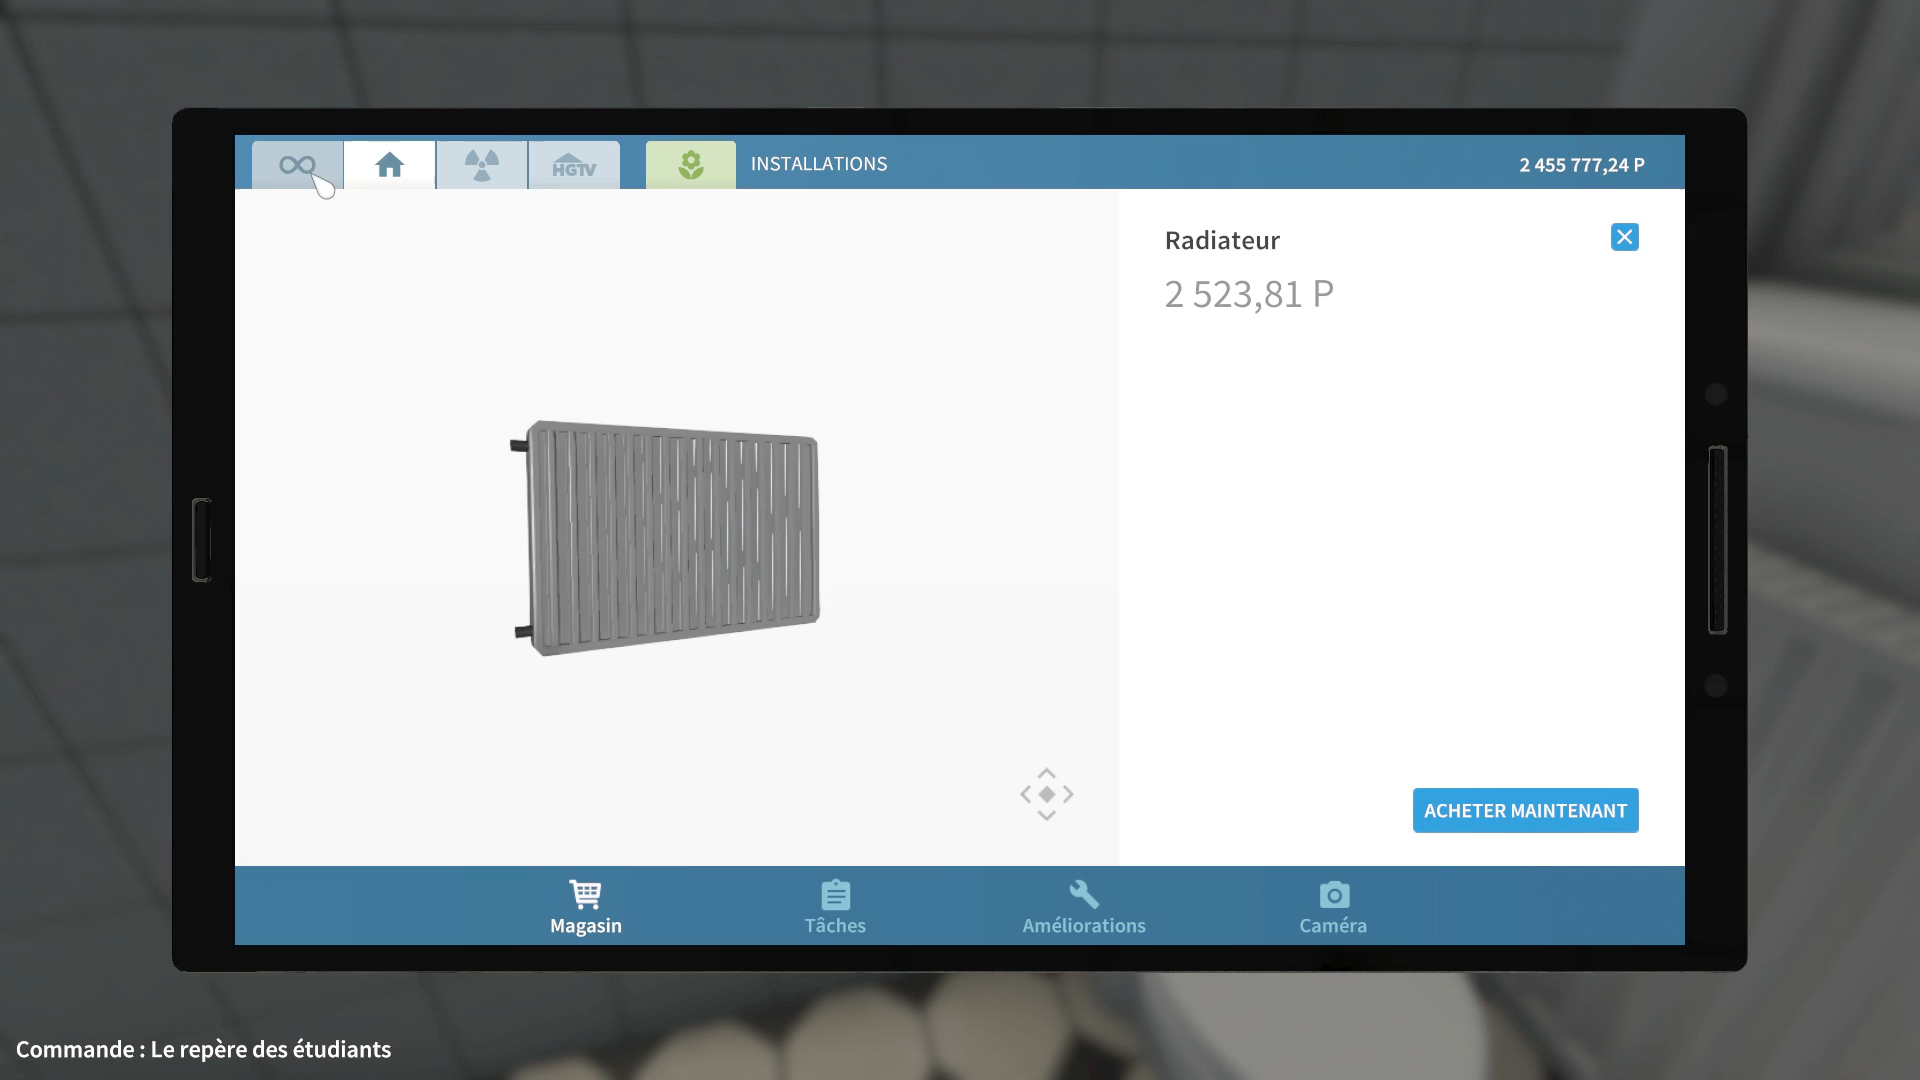 HGTV
INSTALLATIONS
2 455 777,24 P
Radiateur
2 523,81 P
ACHETER MAINTENANT
Magasin
Tâches
Améliorations
Caméra
Commande : Le repère des étudiants